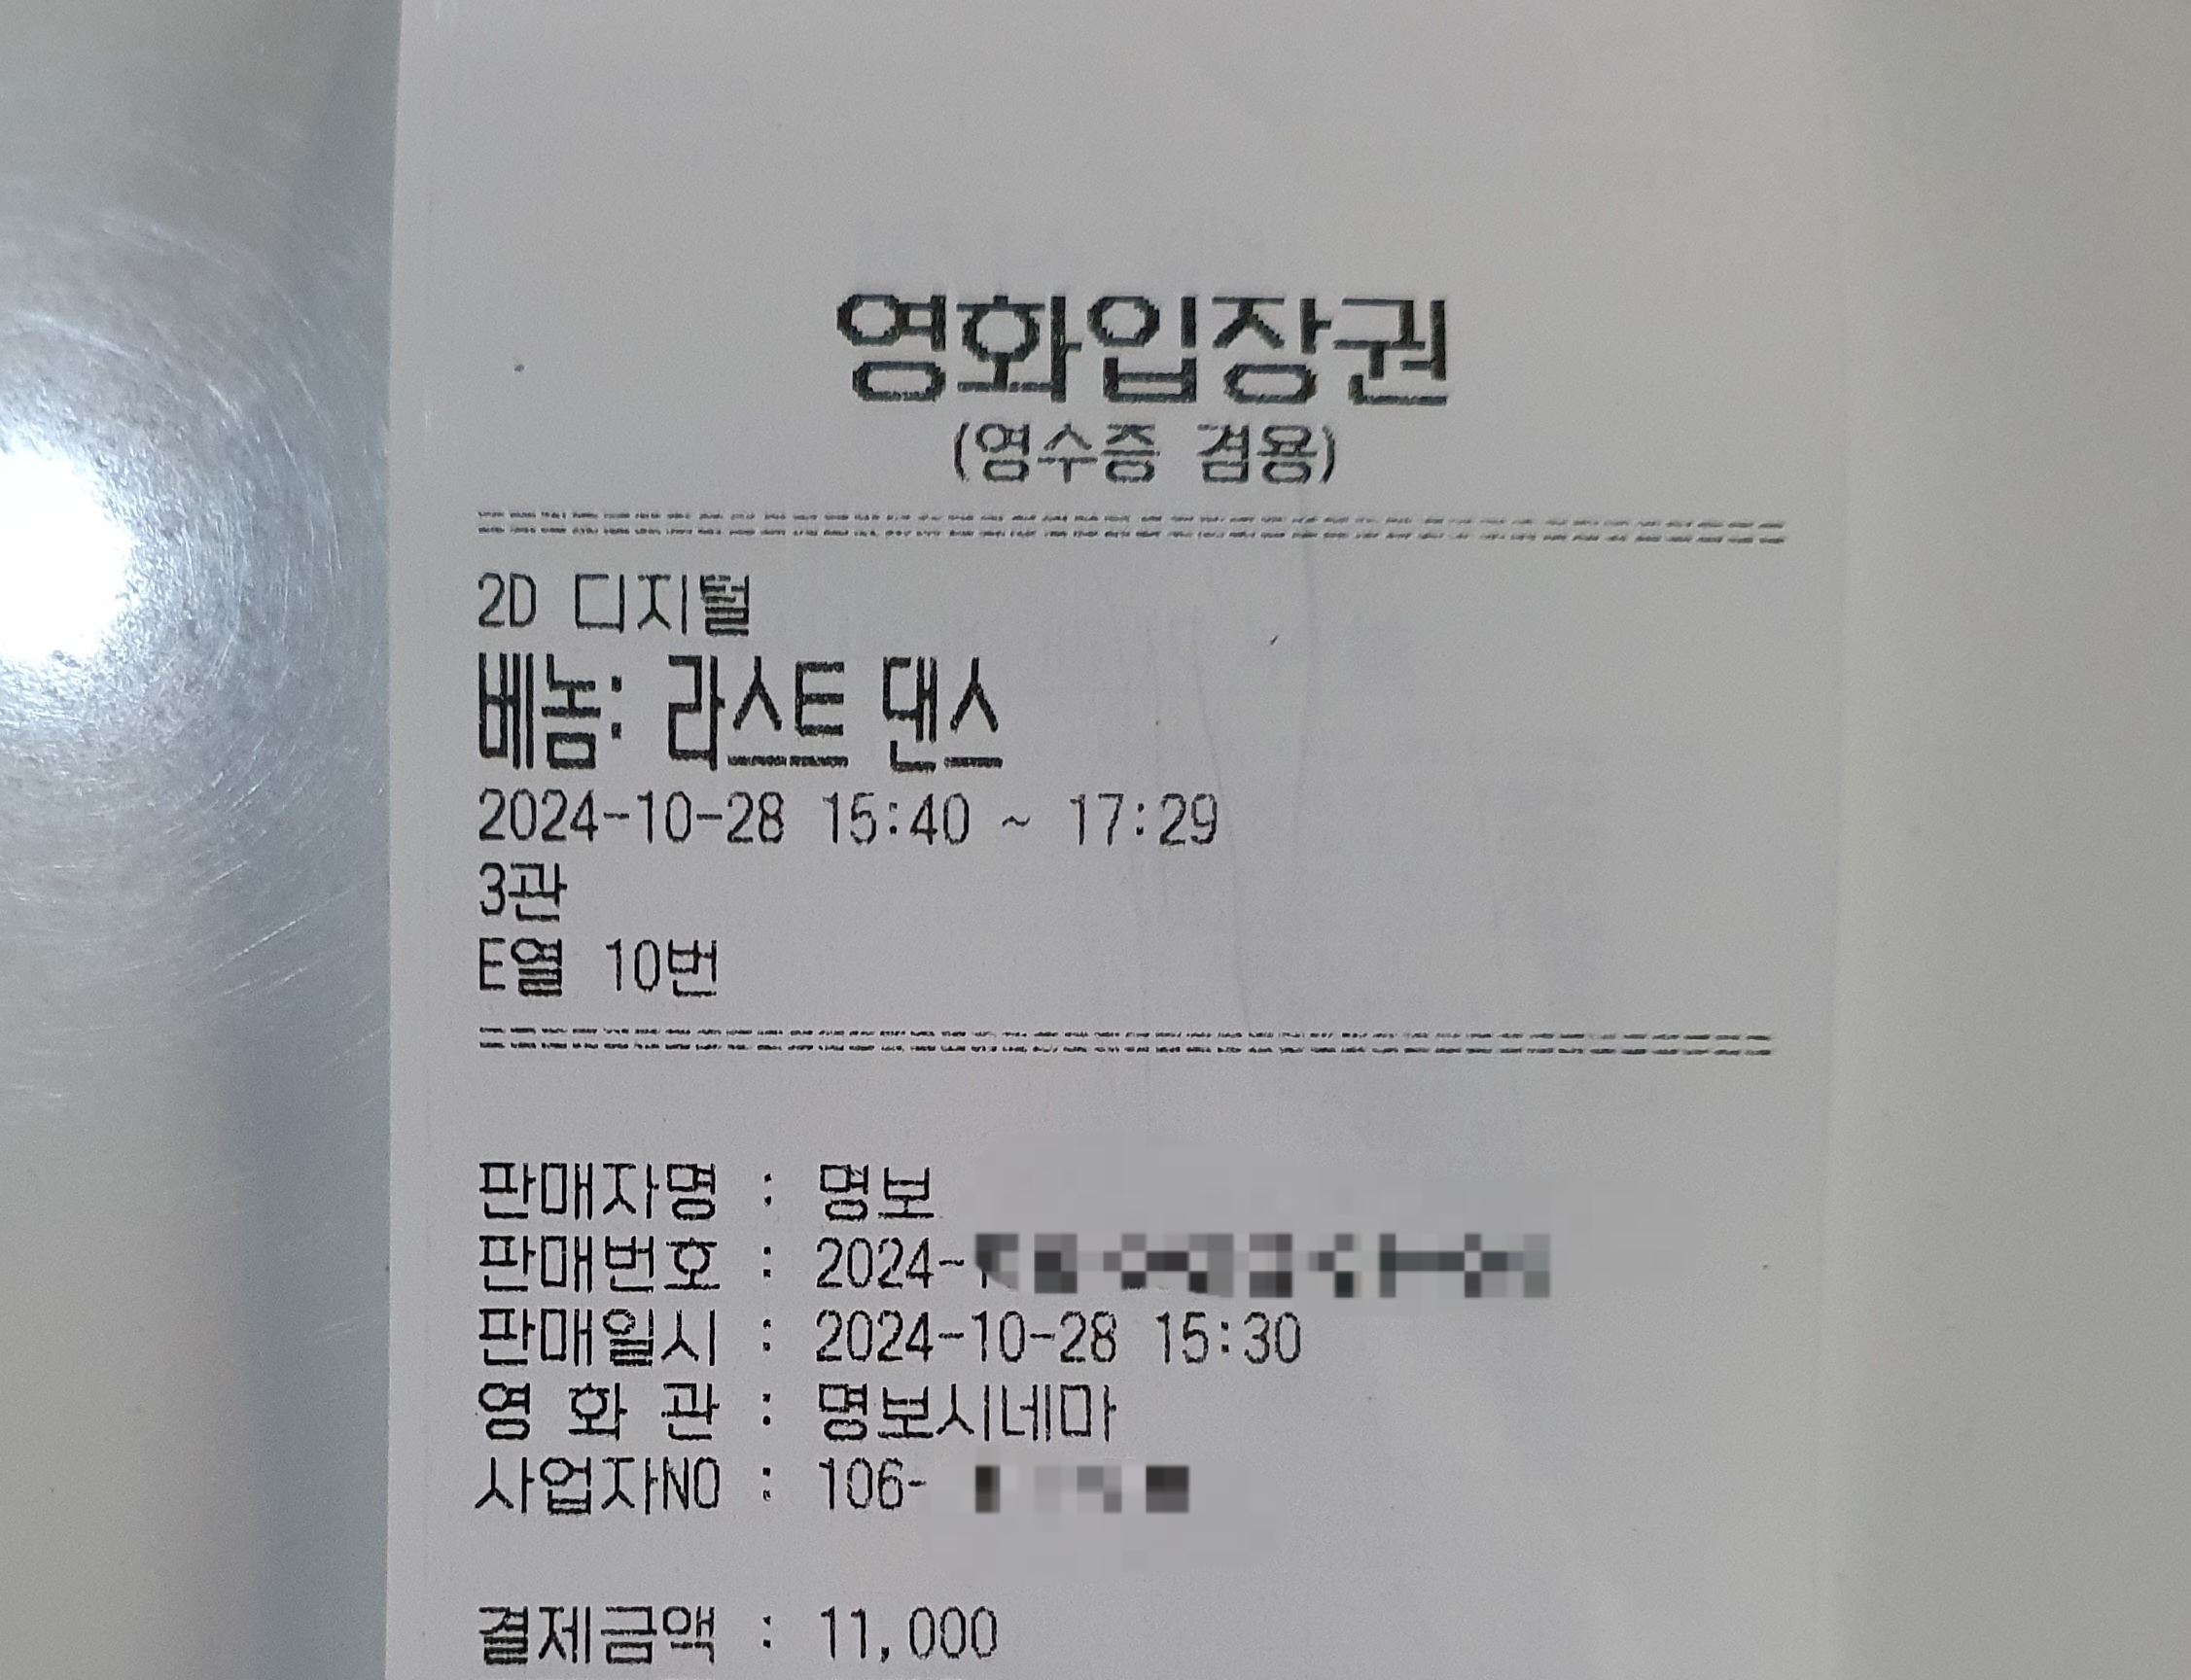 영화입장권
(영수증 겸용)
2D 디지털
베놈: 라스트 댄스
2024-10-28 15:40 ~ 17:29
3관
E열 10번
판매자명 : 명보
판매번호 : 2024-
판매일시 : 2024-10-28 15:30
영 화 관 : 명보시네마
사업자NO : 106-
결제금액 : 11,000